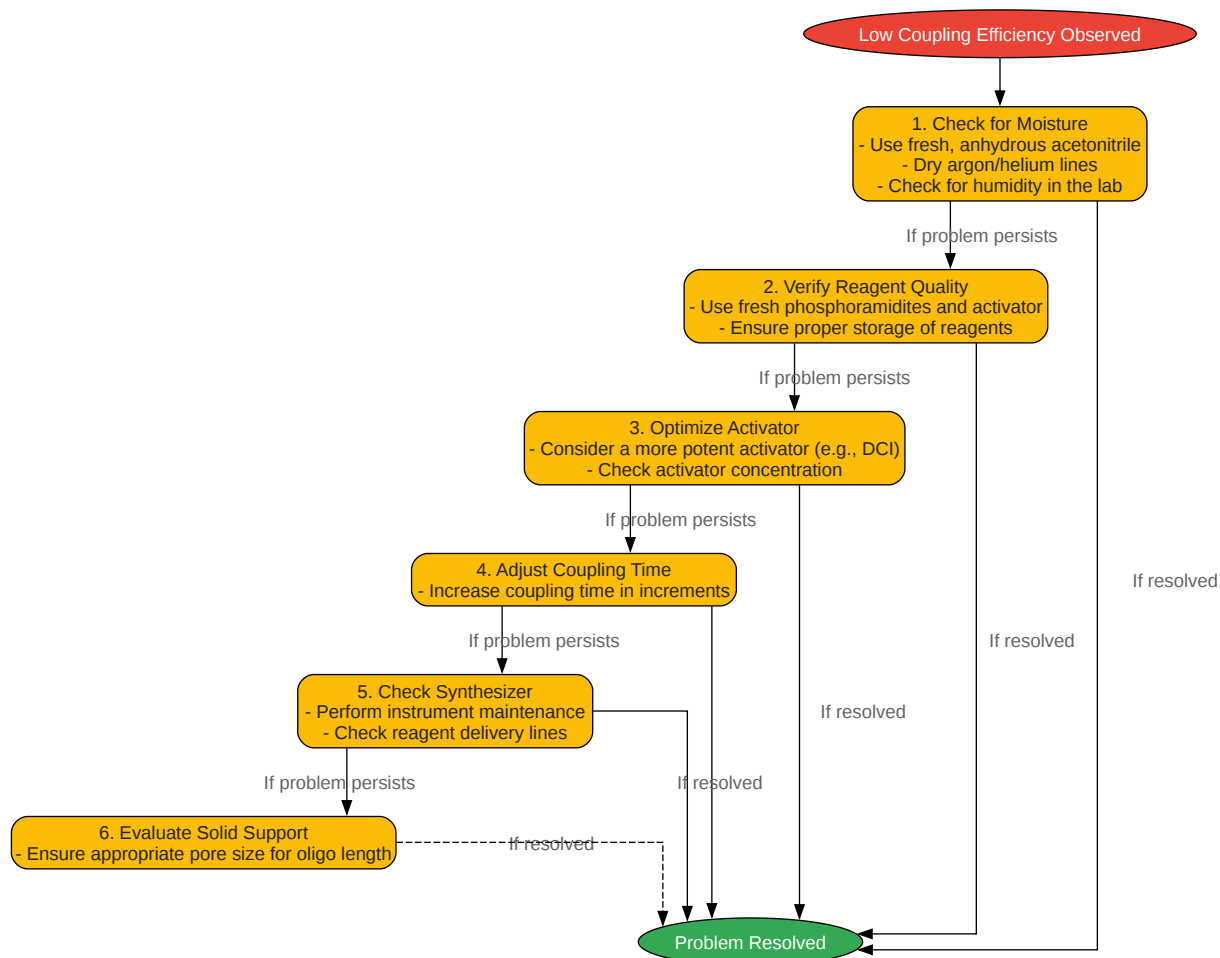 Low Coupling Efficiency Observed
1. Check for Moisture
- Use fresh, anhydrous acetonitrile
- Dry argon/helium lines
- Check for humidity in the lab
If problem persists
2. Verify Reagent Quality
- Use fresh phosphoramidites and activator
- Ensure proper storage of reagents
If problem persists
3. Optimize Activator
- Consider a more potent activator (e.g., DCI)
- Check activator concentration
If problem persists
4. Adjust Coupling Time
- Increase coupling time in increments
If resolved
If problem persists
If resolved
5. Check Synthesizer
- Perform instrument maintenance
- Check reagent delivery lines
If resolved
If problem persists
If resolved
6. Evaluate Solid Support
- Ensure appropriate pore size for oligo length
If resolved
Problem Resolved